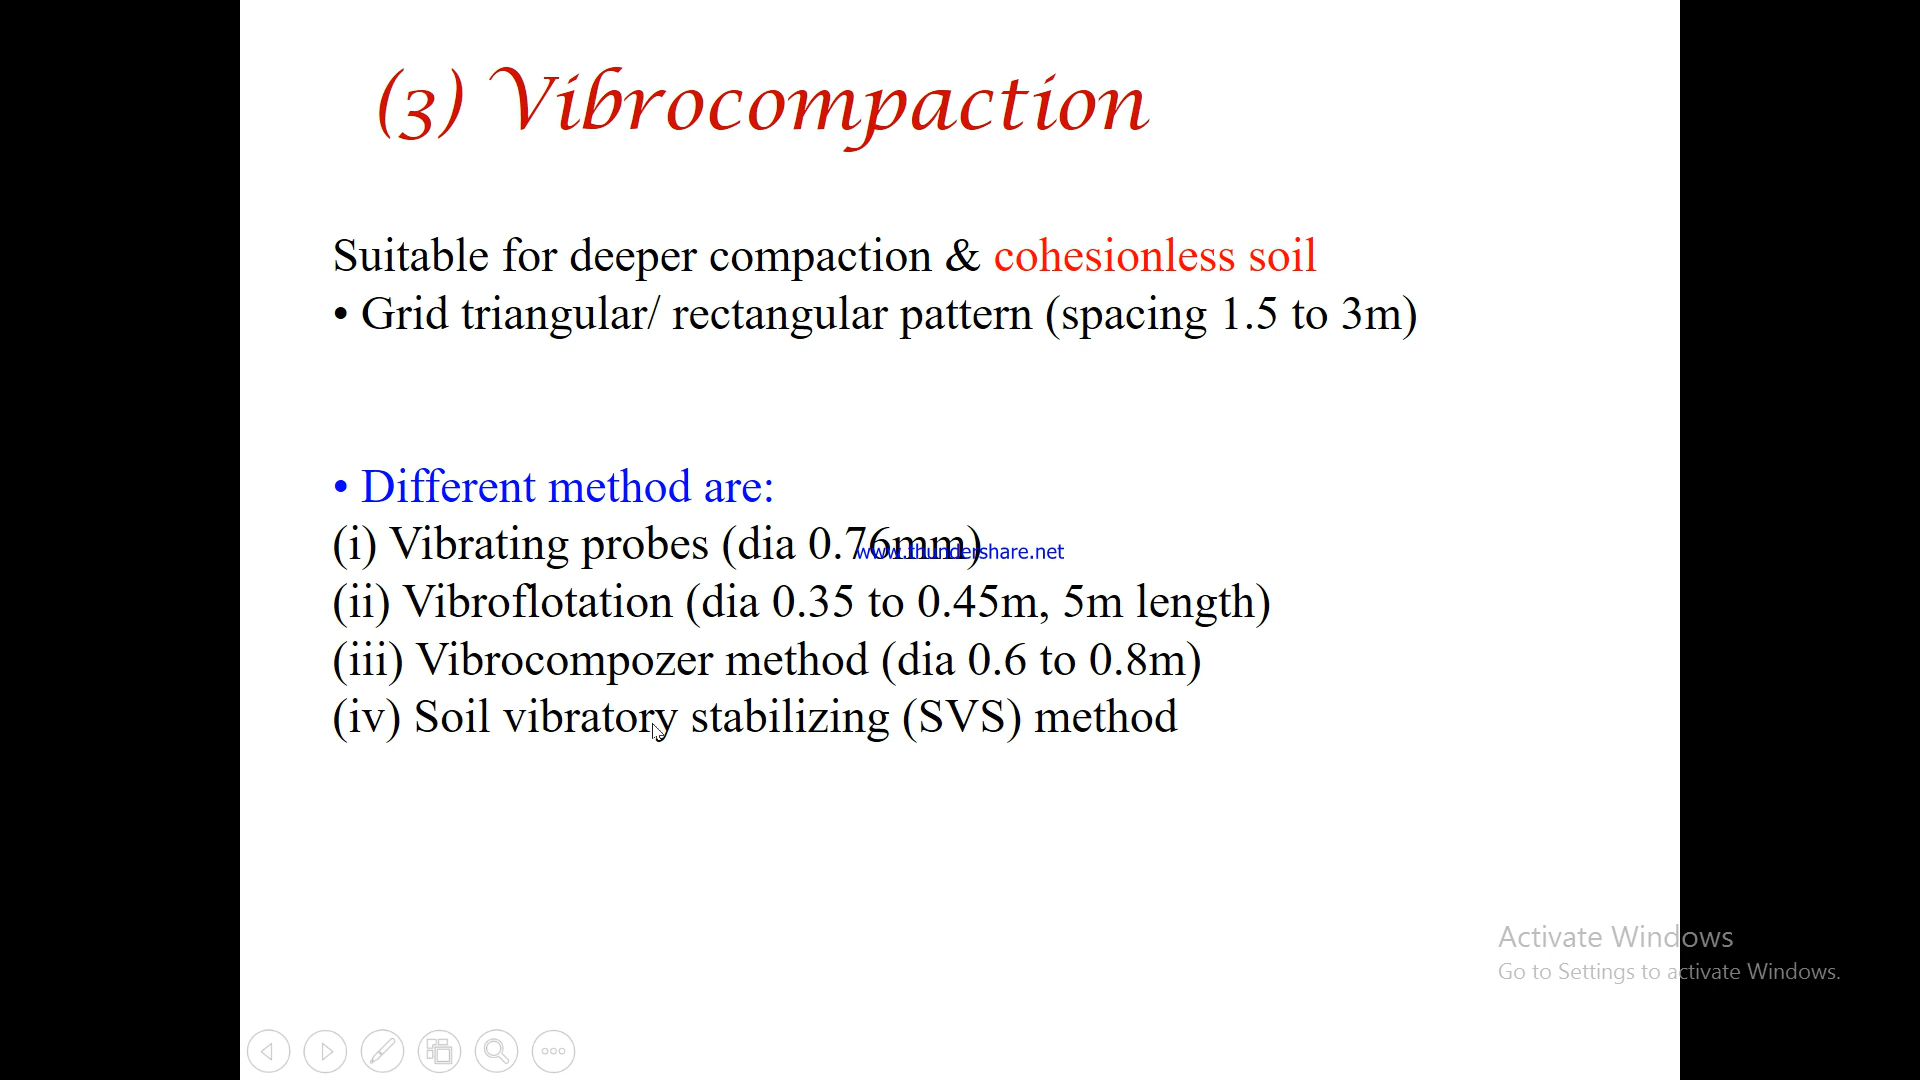 (3) Vibrocompaction
Suitable for deeper compaction & cohesionless soil
• Grid triangular/ rectangular pattern (spacing 1.5 to 3m)
• Different method are:
(i) Vibrating probes (dia 0.76mm)
www.thundershare.net
(ii) Vibroflotation (dia 0.35 to 0.45m, 5m length)
(iii) Vibrocompozer method (dia 0.6 to 0.8m)
(iv) Soil vibratory stabilizing (SVS) method
Activate Windows
Go to Settings to activate Windows.